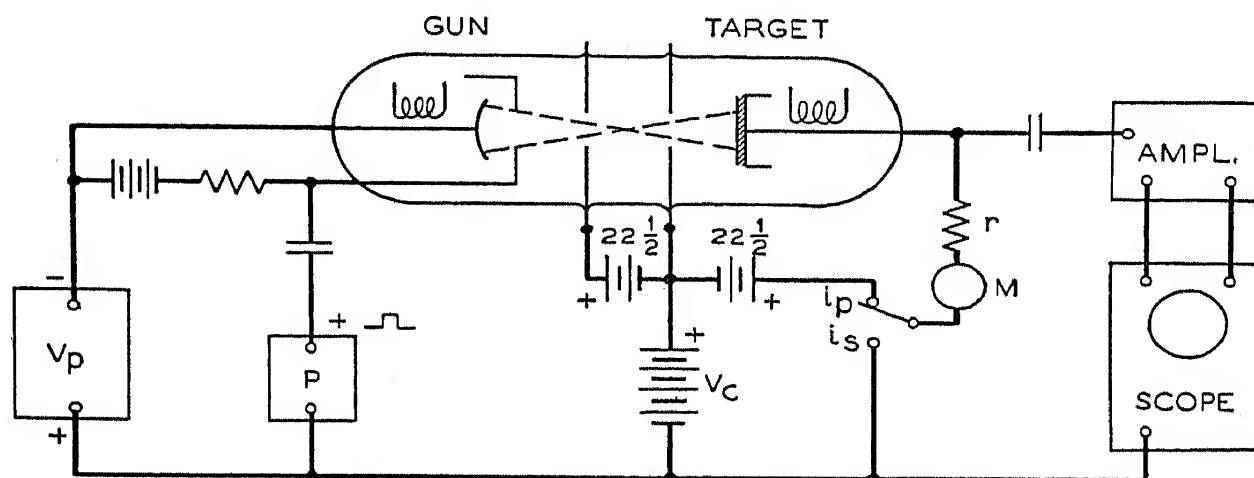 GUN
TARGET
AMPL.
22 1/2
22 1/2
+
+
r
M
ip
is
-
Vp
+
+
P
+
Vc
SCOPE